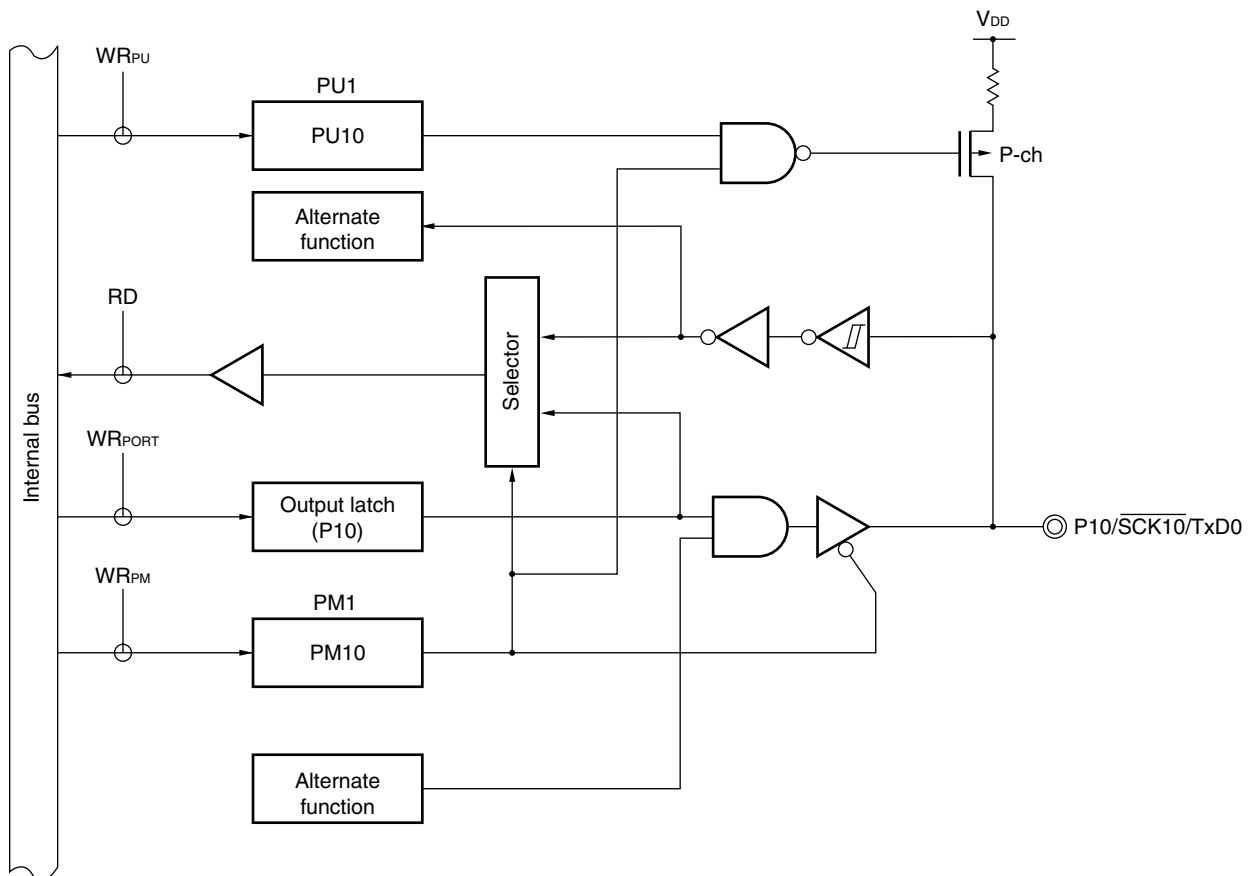 VDD
WRPU
PU1
PU10
P-ch
Alternate
function
RD
Selector
Internal bus
WRPORT
Output latch
(P10)
P10/SCK10/TxD0
WRPM
PM1
PM10
Alternate
function